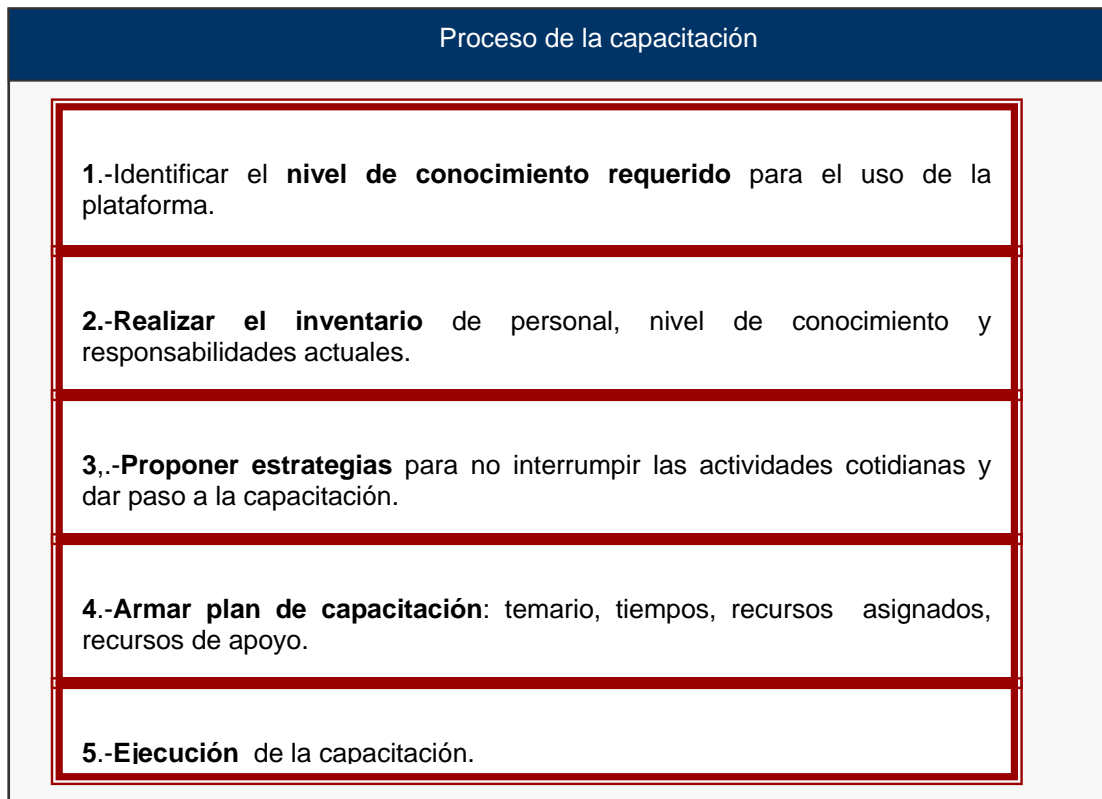 Proceso de la capacitación
1.-Identificar el nivel de conocimiento requerido para el uso de la
plataforma.
2.-Realizar el inventario de personal, nivel de conocimiento y
responsabilidades actuales.
3,.-Proponer estrategias para no interrumpir las actividades cotidianas y
dar paso a la capacitación.
4.-Armar plan de capacitación: temario, tiempos, recursos asignados,
recursos de apoyo.
5.-Ejecución de la capacitación.